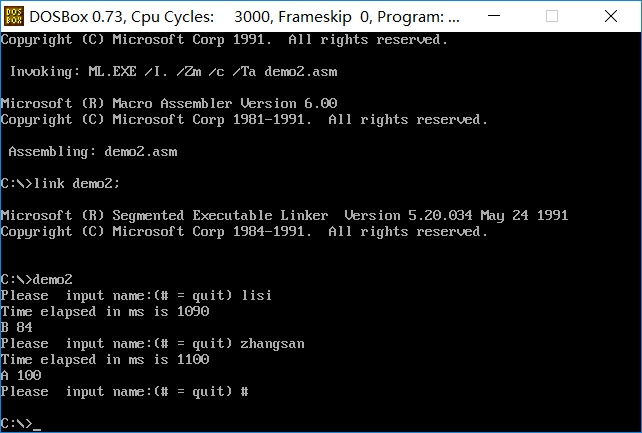 DOSBox 0.73, Cpu Cycles:     3000, Frameskip  0, Program: ...
Copyright (C) Microsoft Corp 1991.  All rights reserved.
Invoking: ML.EXE /I. /Zm /c /Ta demo2.asm
Microsoft (R) Macro Assembler Version 6.00
Copyright (C) Microsoft Corp 1981-1991.  All rights reserved.
Assembling: demo2.asm
C:\>link demo2;
Microsoft (R) Segmented Executable Linker  Version 5.20.034 May 24 1991
Copyright (C) Microsoft Corp 1984-1991.  All rights reserved.
C:\>demo2
Please  input name:(# = quit) lisi
Time elapsed in ms is 1090
B 84
Please  input name:(# = quit) zhangsan
Time elapsed in ms is 1100
A 100
Please  input name:(# = quit) #
C:\>_